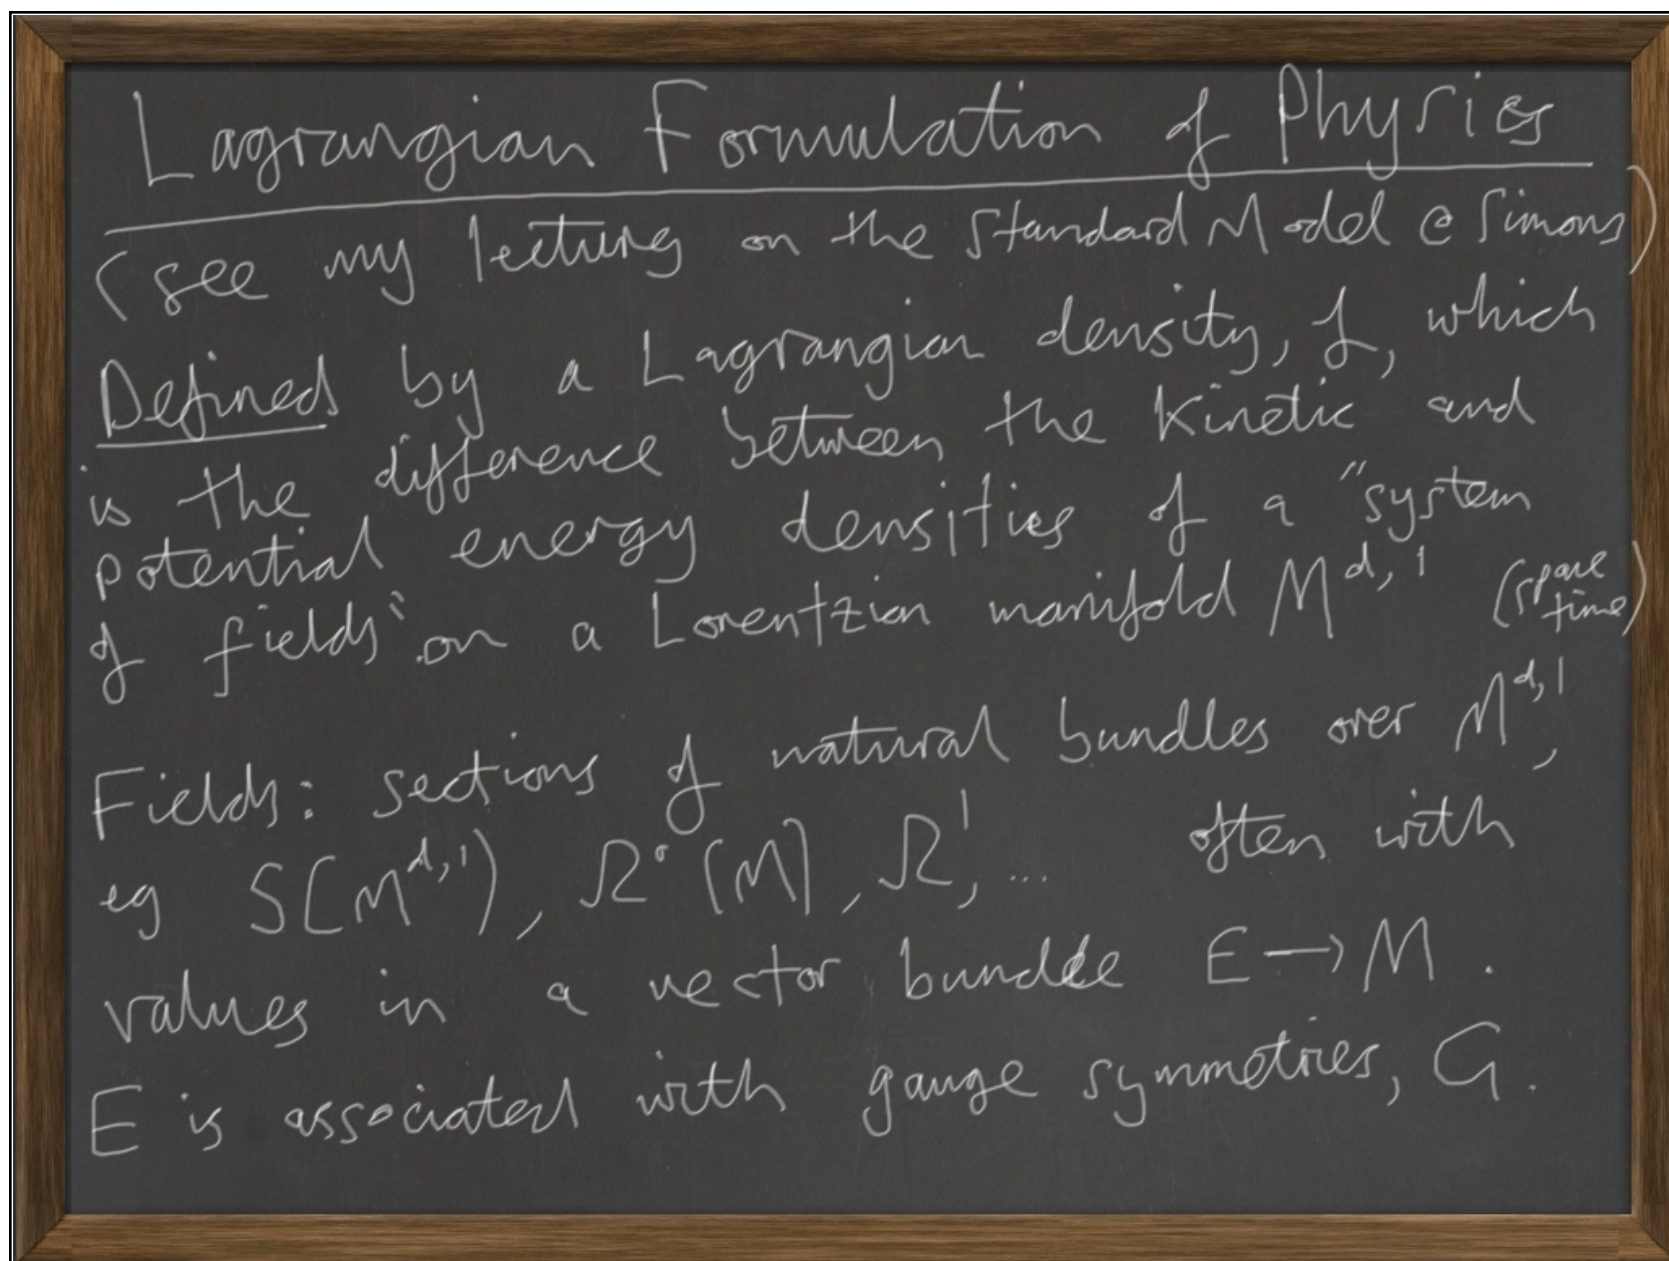 Lagrangian Formulation of Physics
(see my lectures on the Standard Model @ Simons)
Defined by a Lagrangian density, ℒ, which
is the difference between the kinetic and
potential energy densities of a "system
of fields" on a Lorentzian manifold M^{d,1} (space time)
Fields: sections of natural bundles over M^{d,1},
eg S(M^{d,1}), Ω^0(M), Ω^1, ... often with
values in a vector bundle E → M.
E is associated with gauge symmetries, G.